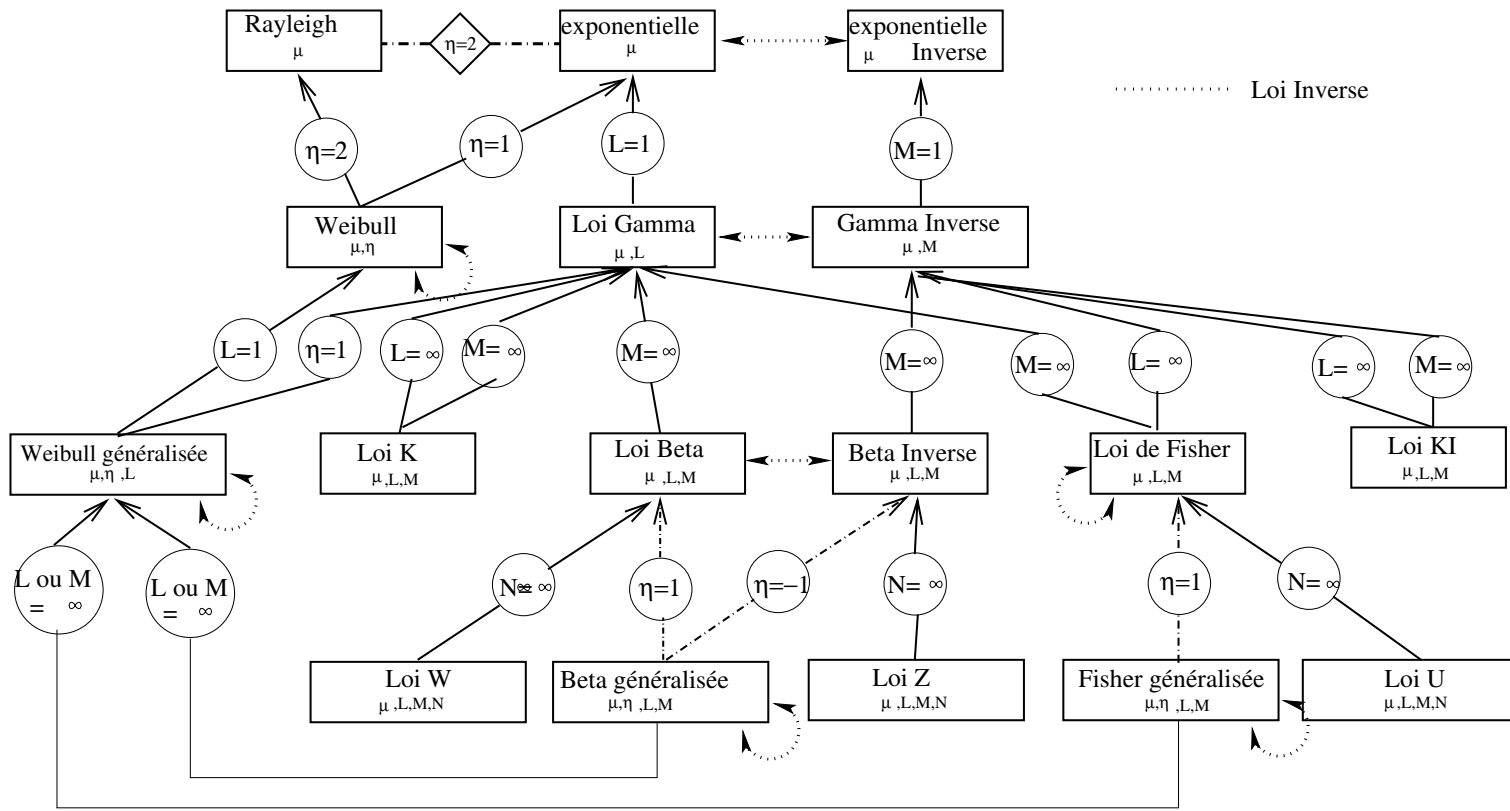 Rayleigh
μ
η=2
exponentielle
μ
exponentielle
μ Inverse
Loi Inverse
η=2
η=1
L=1
M=1
Weibull
μ,η
Loi Gamma
μ ,L
Gamma Inverse
μ ,M
L=1
η=1
L= ∞
M= ∞
M= ∞
M= ∞
M= ∞
L= ∞
L= ∞
M= ∞
Weibull généralisée
μ,η ,L
Loi K
μ ,L,M
Loi Beta
μ ,L,M
Beta Inverse
μ ,L,M
Loi de Fisher
μ ,L,M
Loi KI
μ ,L,M
L ou M
= ∞
L ou M
= ∞
N= ∞
η=1
η=−1
N= ∞
η=1
N= ∞
Loi W
μ ,L,M,N
Beta généralisée
μ,η ,L,M
Loi Z
μ ,L,M,N
Fisher généralisée
μ,η ,L,M
Loi U
μ ,L,M,N